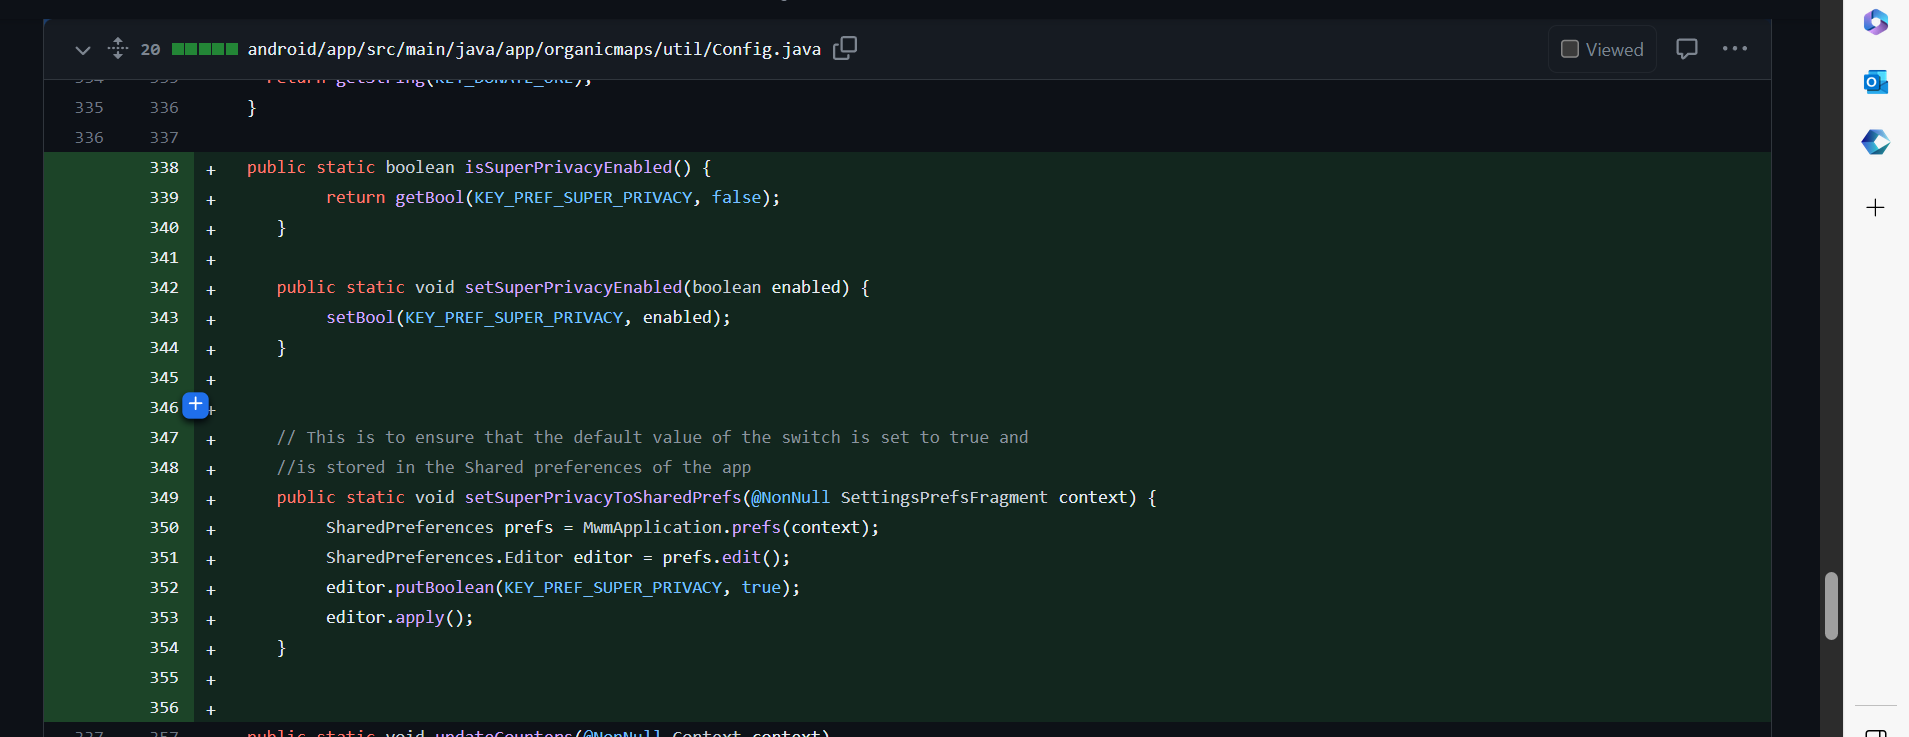 20 android/app/src/main/java/app/organicmaps/util/Config.java Viewed
335 336 }
336 337
338 + public static boolean isSuperPrivacyEnabled() {
339 + return getBool(KEY_PREF_SUPER_PRIVACY, false);
340 + }
341 +
342 + public static void setSuperPrivacyEnabled(boolean enabled) {
343 + setBool(KEY_PREF_SUPER_PRIVACY, enabled);
344 + }
345 +
346 +
347 + // This is to ensure that the default value of the switch is set to true and
348 + //is stored in the Shared preferences of the app
349 + public static void setSuperPrivacyToSharedPrefs(@NonNull SettingsPrefsFragment context) {
350 + SharedPreferences prefs = MwmApplication.prefs(context);
351 + SharedPreferences.Editor editor = prefs.edit();
352 + editor.putBoolean(KEY_PREF_SUPER_PRIVACY, true);
353 + editor.apply();
354 + }
355 +
356 +
337 357 public static void updateCounters(@NonNull Context context)